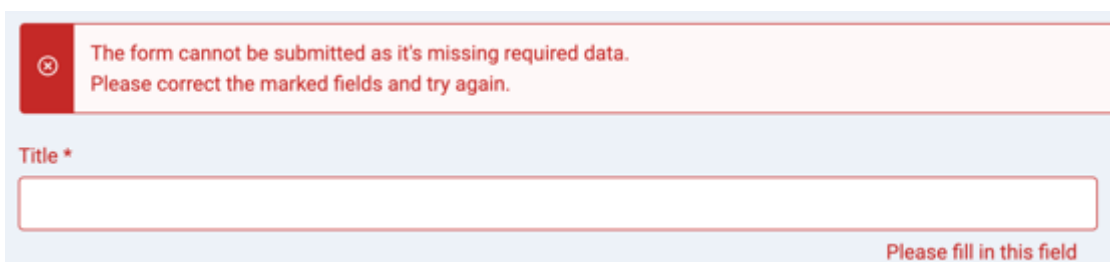 The form cannot be submitted as it's missing required data.
Please correct the marked fields and try again.
Title *
Please fill in this field